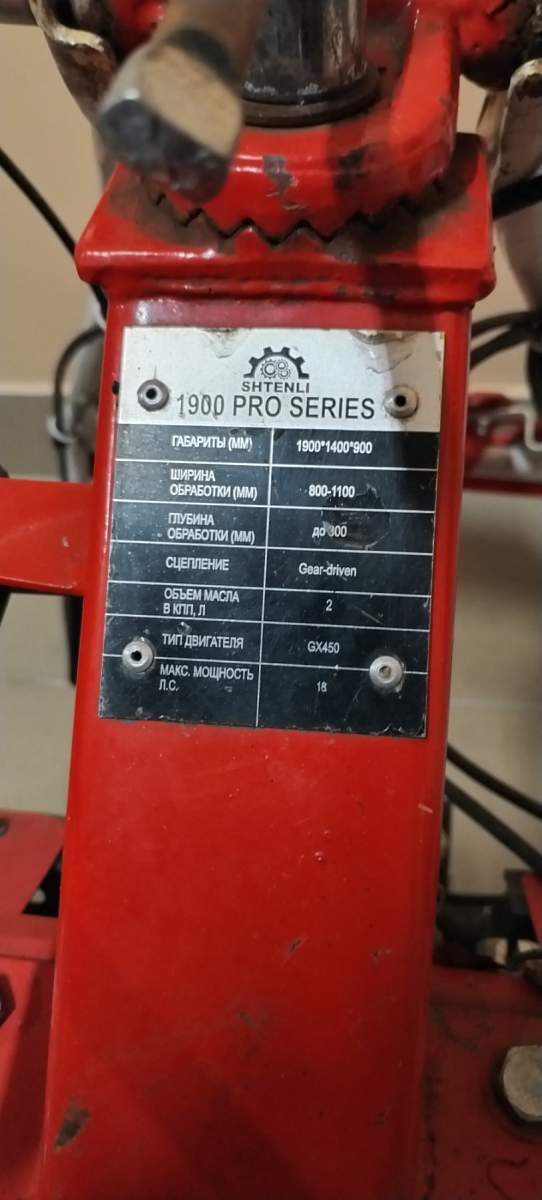 SHTENLI
1900 PRO SERIES
ГАБАРИТЫ (ММ) 1900*1400*900
ШИРИНА
ОБРАБОТКИ (ММ) 800-1100
ГЛУБИНА
ОБРАБОТКИ (ММ) до 300
СЦЕПЛЕНИЕ Gear-driven
ОБЪЕМ МАСЛА
В КПП, Л 2
ТИП ДВИГАТЕЛЯ GX450
МАКС. МОЩНОСТЬ
Л.С. 18